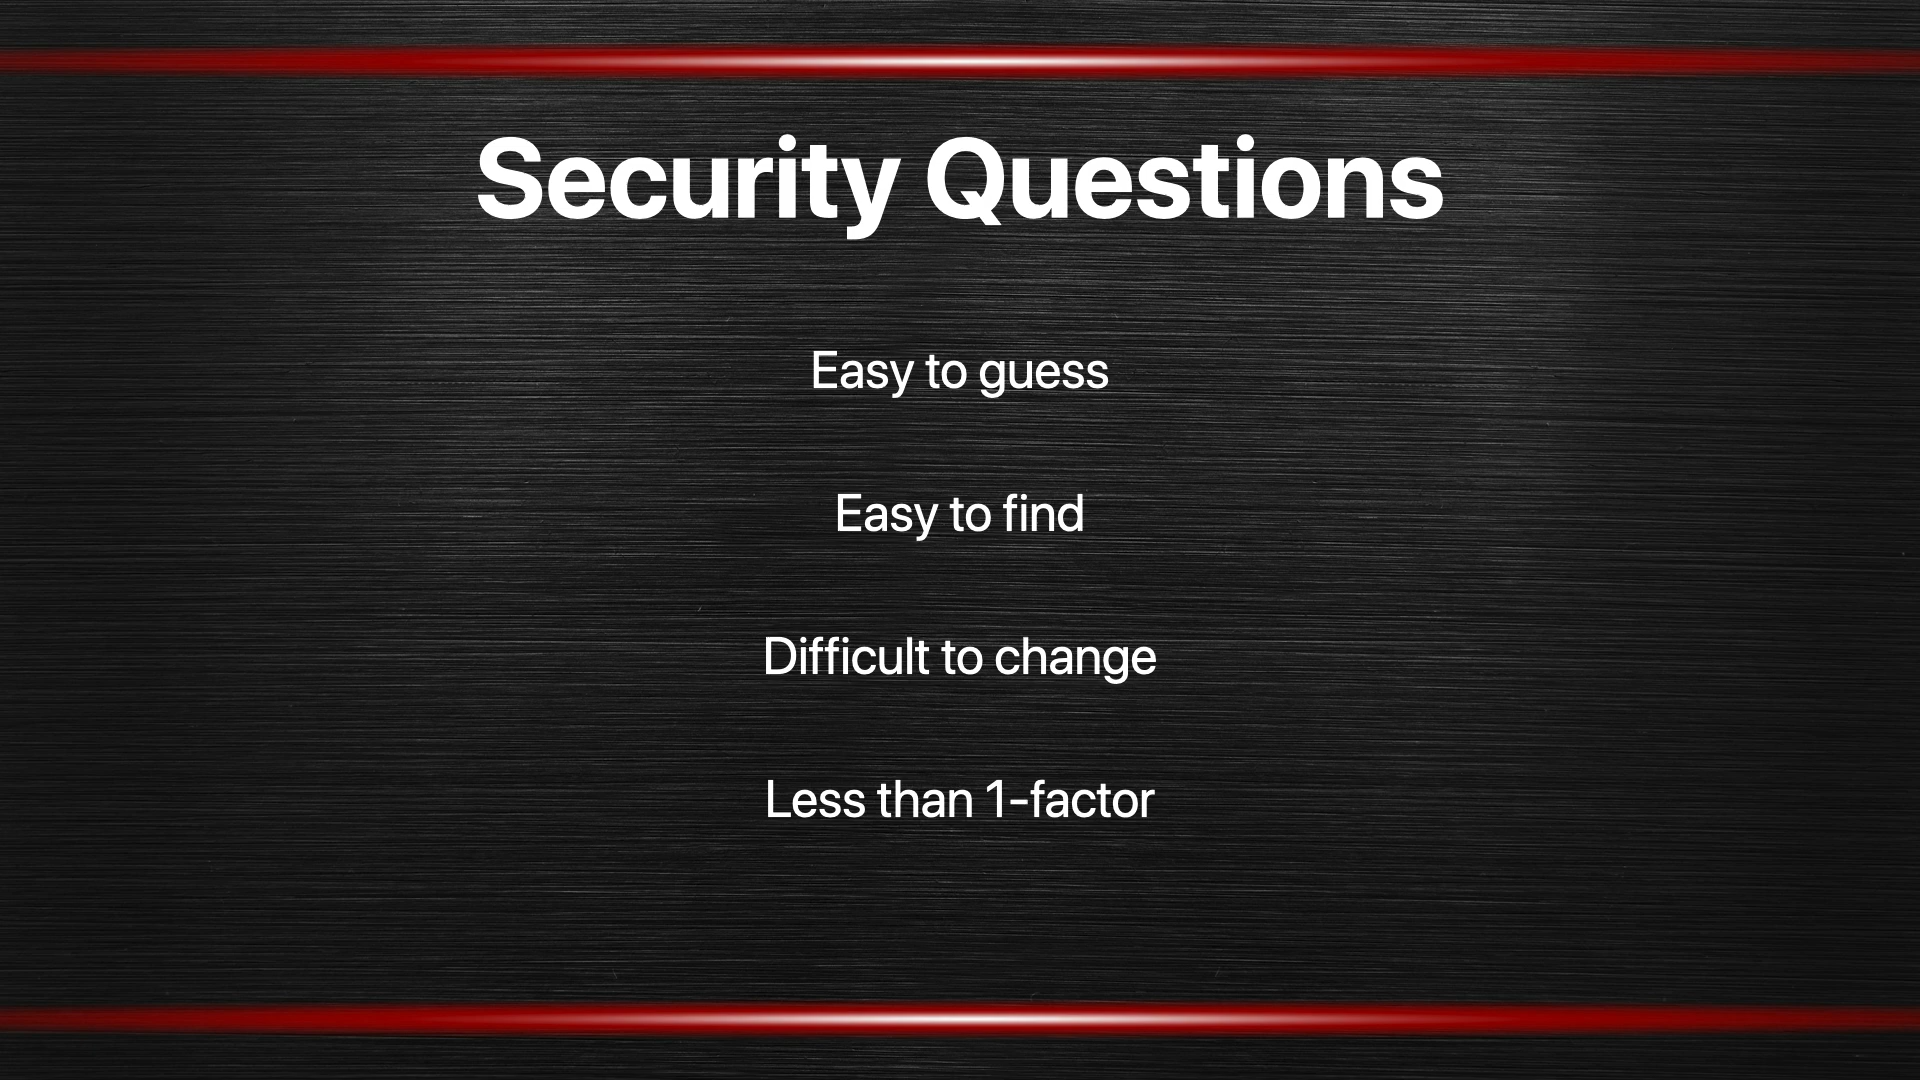 Security Questions
Easy to guess
Easy to find
Difficult to change
Less than 1-factor